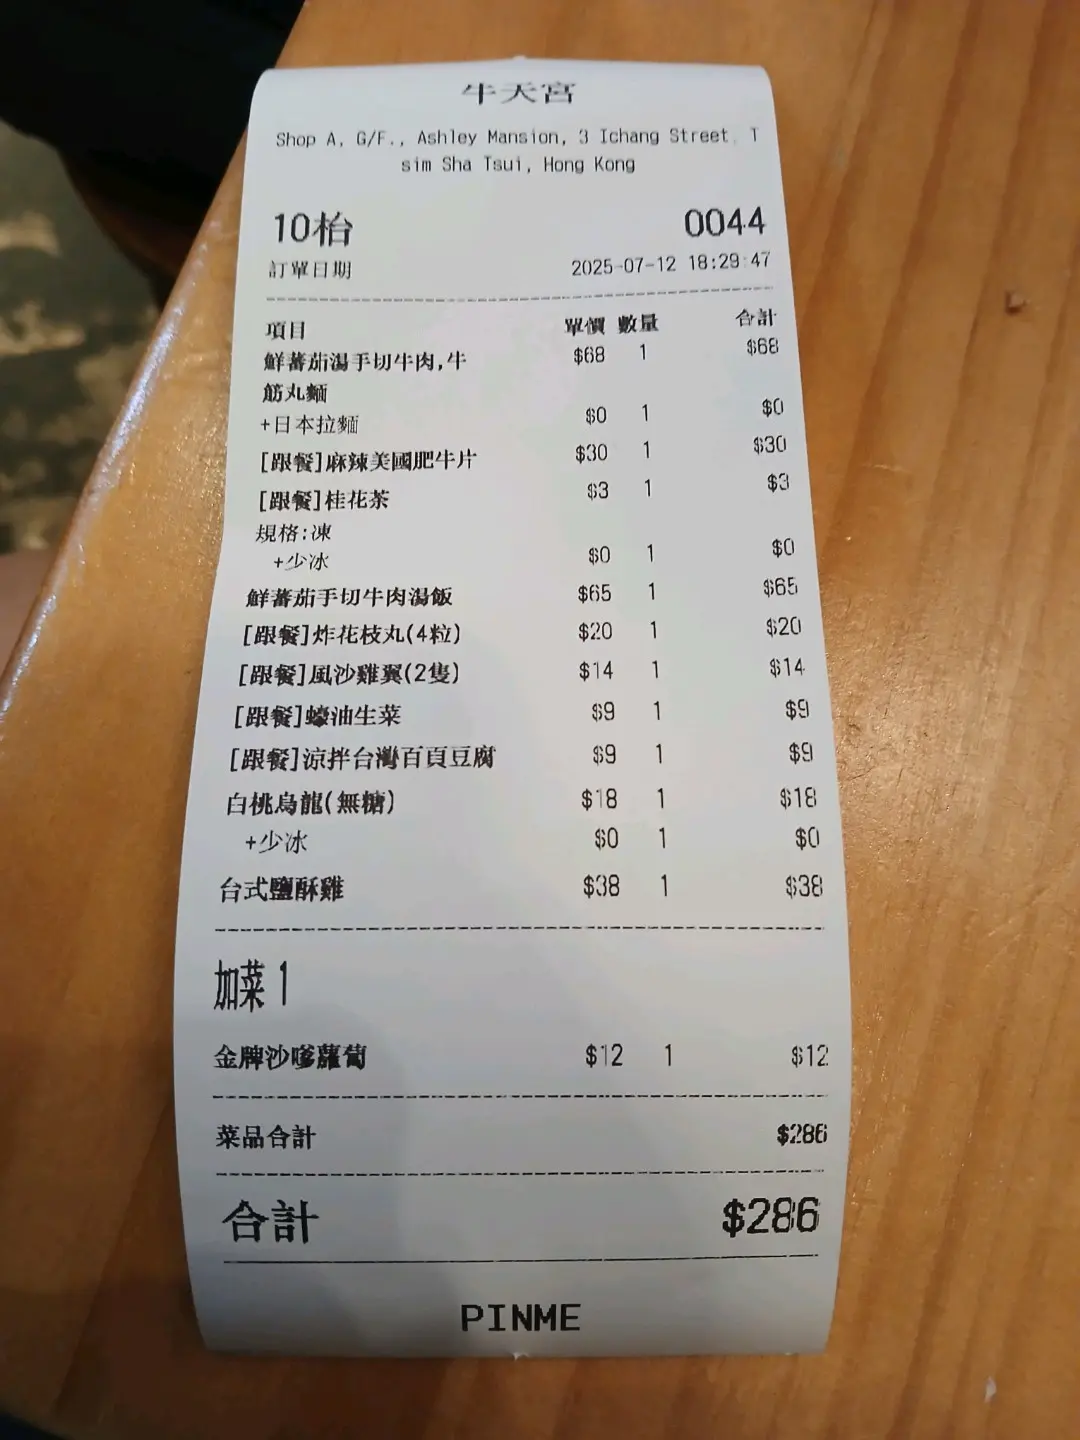 牛天宮
Shop A, G/F., Ashley Mansion, 3 Ichang Street, T
sim Sha Tsui, Hong Kong
10枱 0044
訂單日期 2025-07-12 18:29:47
項目 單價 數量 合計
鮮蕃茄湯手切牛肉,牛 $68 1 $68
筋丸麵
+日本拉麵 $0 1 $0
[跟餐]麻辣美國肥牛片 $30 1 $30
[跟餐]桂花茶 $3 1 $3
規格:凍
+少冰 $0 1 $0
鮮蕃茄手切牛肉湯飯 $65 1 $65
[跟餐]炸花枝丸(4粒) $20 1 $20
[跟餐]風沙雞翼(2隻) $14 1 $14
[跟餐]蠔油生菜 $9 1 $9
[跟餐]涼拌台灣百頁豆腐 $9 1 $9
白桃烏龍(無糖) $18 1 $18
+少冰 $0 1 $0
台式鹽酥雞 $38 1 $38
加菜 1
金牌沙嗲蘿蔔 $12 1 $12
菜品合計 $286
合計 $286
PINME